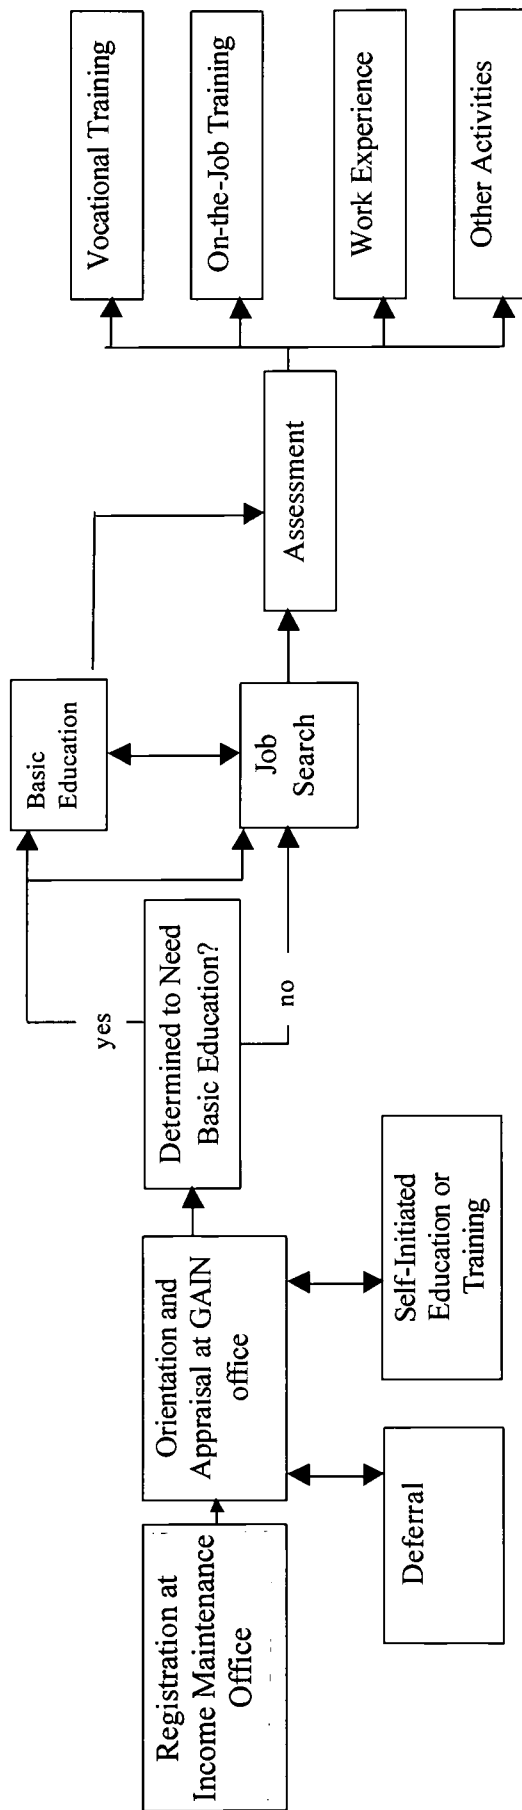 Registration at
Income Maintenance
Office
Orientation and
Appraisal at GAIN
office
Deferral
Self-Initiated
Education or
Training
Determined to Need
Basic Education?
yes
no
Basic
Education
Job
Search
Assessment
Vocational Training
On-the-Job Training
Work Experience
Other Activities